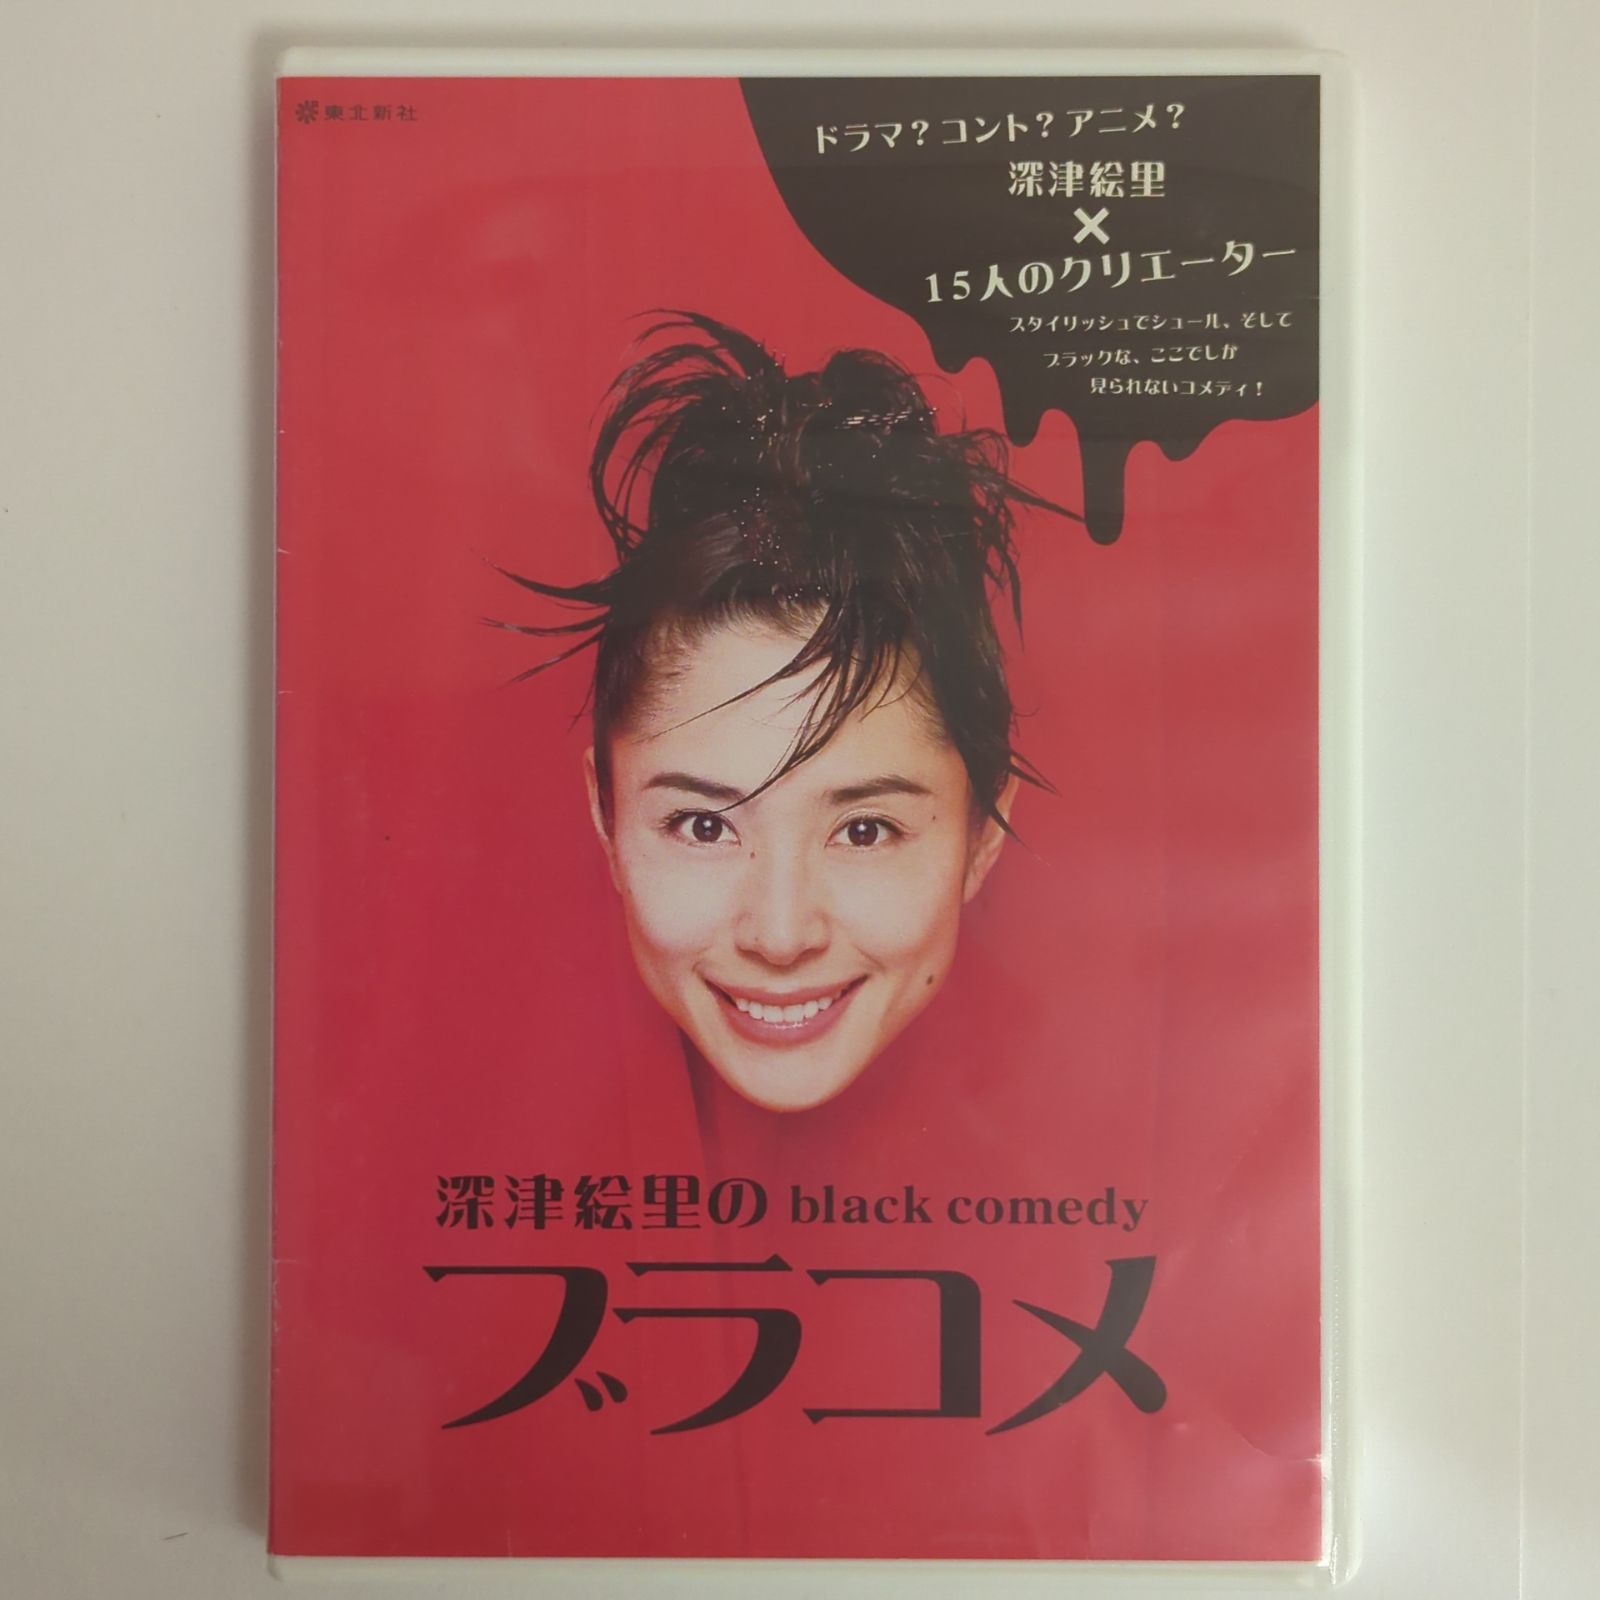 東北新社
ドラマ？コント？アニメ？
深津絵里
×
15人のクリエーター
スタイリッシュでシュール、そして
ブラックな、ここでしか
見られないコメディ！
深津絵里の black comedy
ブラコメ